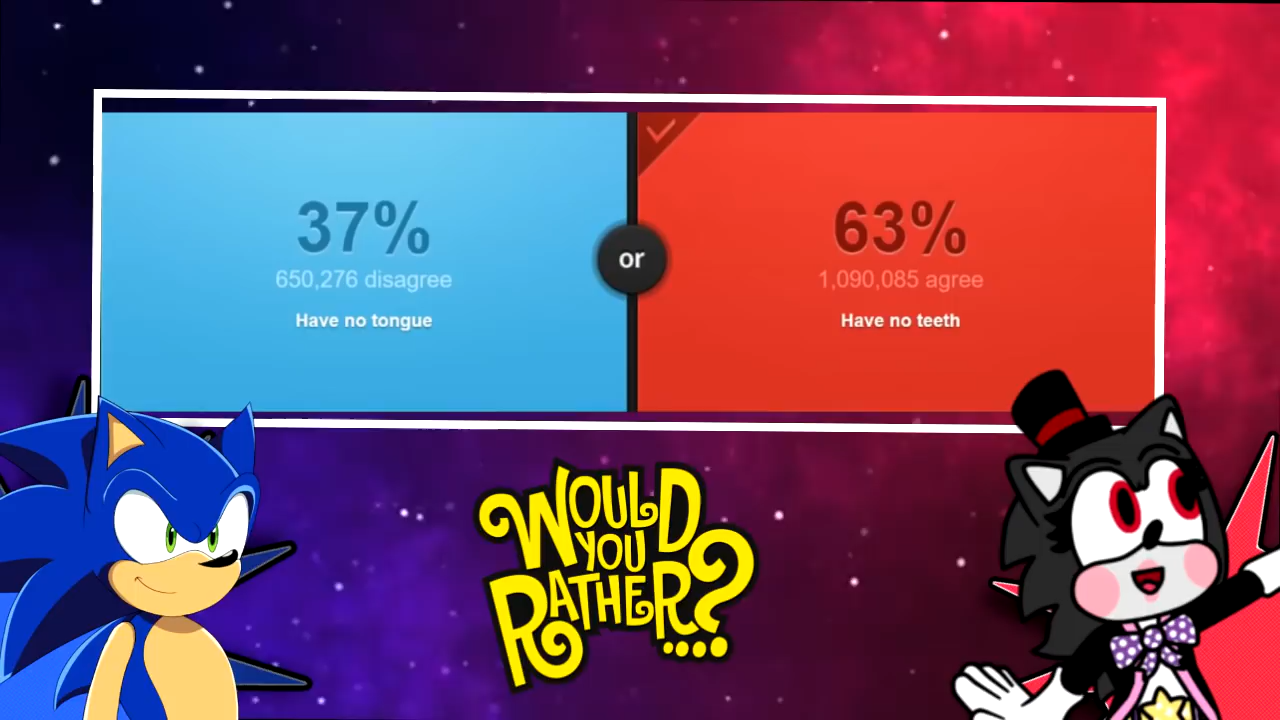 37%
650,276 disagree
Have no tongue
or
63%
1,090,085 agree
Have no teeth
WOULD
YOU
RATHER...?